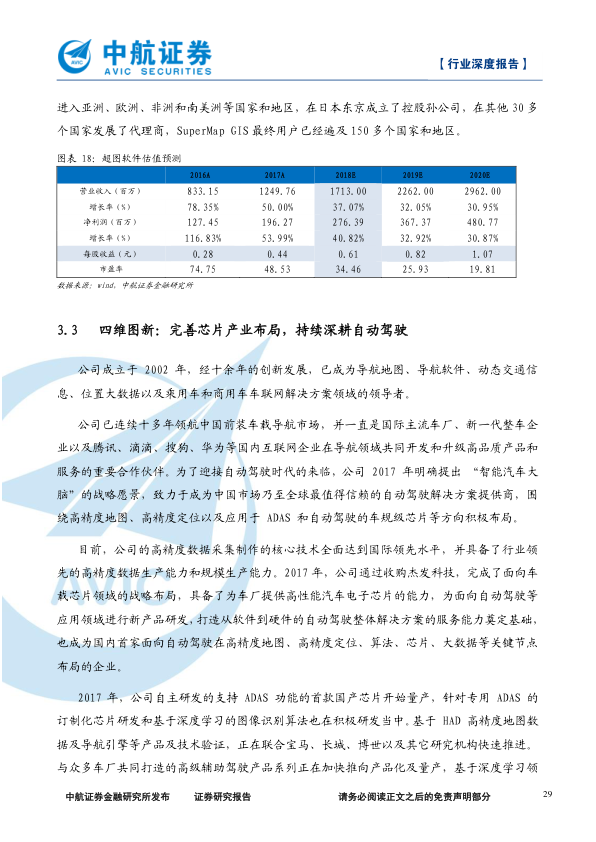 中航证券
AVIC SECURITIES
【行业深度报告】
进入亚洲、欧洲、非洲和南美洲等国家和地区，在日本东京成立了控股孙公司，在其他 30 多
个国家发展了代理商，SuperMap GIS 最终用户已经遍及 150 多个国家和地区。
图表 18：超图软件估值预测
2016A 2017A 2018E 2019E 2020E
营业收入（百万） 833.15 1249.76 1713.00 2262.00 2962.00
增长率（%） 78.35% 50.00% 37.07% 32.05% 30.95%
净利润（百万） 127.45 196.27 276.39 367.37 480.77
增长率（%） 116.83% 53.99% 40.82% 32.92% 30.87%
每股收益（元） 0.28 0.44 0.61 0.82 1.07
市盈率 74.75 48.53 34.46 25.93 19.81
数据来源：wind，中航证券金融研究所
3.3 四维图新：完善芯片产业布局，持续深耕自动驾驶
公司成立于 2002 年，经十余年的创新发展，已成为导航地图、导航软件、动态交通信
息、位置大数据以及乘用车和商用车车联网解决方案领域的领导者。
公司已连续十多年领航中国前装车载导航市场，并一直是国际主流车厂、新一代整车企
业以及腾讯、滴滴、搜狗、华为等国内互联网企业在导航领域共同开发和升级高品质产品和
服务的重要合作伙伴。为了迎接自动驾驶时代的来临，公司 2017 年明确提出 “智能汽车大
脑”的战略愿景，致力于成为中国市场乃至全球最值得信赖的自动驾驶解决方案提供商。围
绕高精度地图、高精度定位以及应用于 ADAS 和自动驾驶的车规级芯片等方向积极布局。
目前，公司的高精度数据采集制作的核心技术全面达到国际领先水平，并具备了行业领
先的高精度数据生产能力和规模生产能力。2017 年，公司通过收购杰发科技，完成了面向车
载芯片领域的战略布局，具备了为车厂提供高性能汽车电子芯片的能力，为面向自动驾驶等
应用领域进行新产品研发，打造从软件到硬件的自动驾驶整体解决方案的服务能力奠定基础，
也成为国内首家面向自动驾驶在高精度地图、高精度定位、算法、芯片、大数据等关键节点
布局的企业。
2017 年，公司自主研发的支持 ADAS 功能的首款国产芯片开始量产，针对专用 ADAS 的
订制化芯片研发和基于深度学习的图像识别算法也在积极研发当中。基于 HAD 高精度地图数
据及导航引擎等产品及技术验证，正在联合宝马、长城、博世以及其它研究机构快速推进。
与众多车厂共同打造的高级辅助驾驶产品系列正在加快推向产品化及量产，基于深度学习领
中航证券金融研究所发布 证券研究报告 请务必阅读正文之后的免责声明部分 29
AVIC